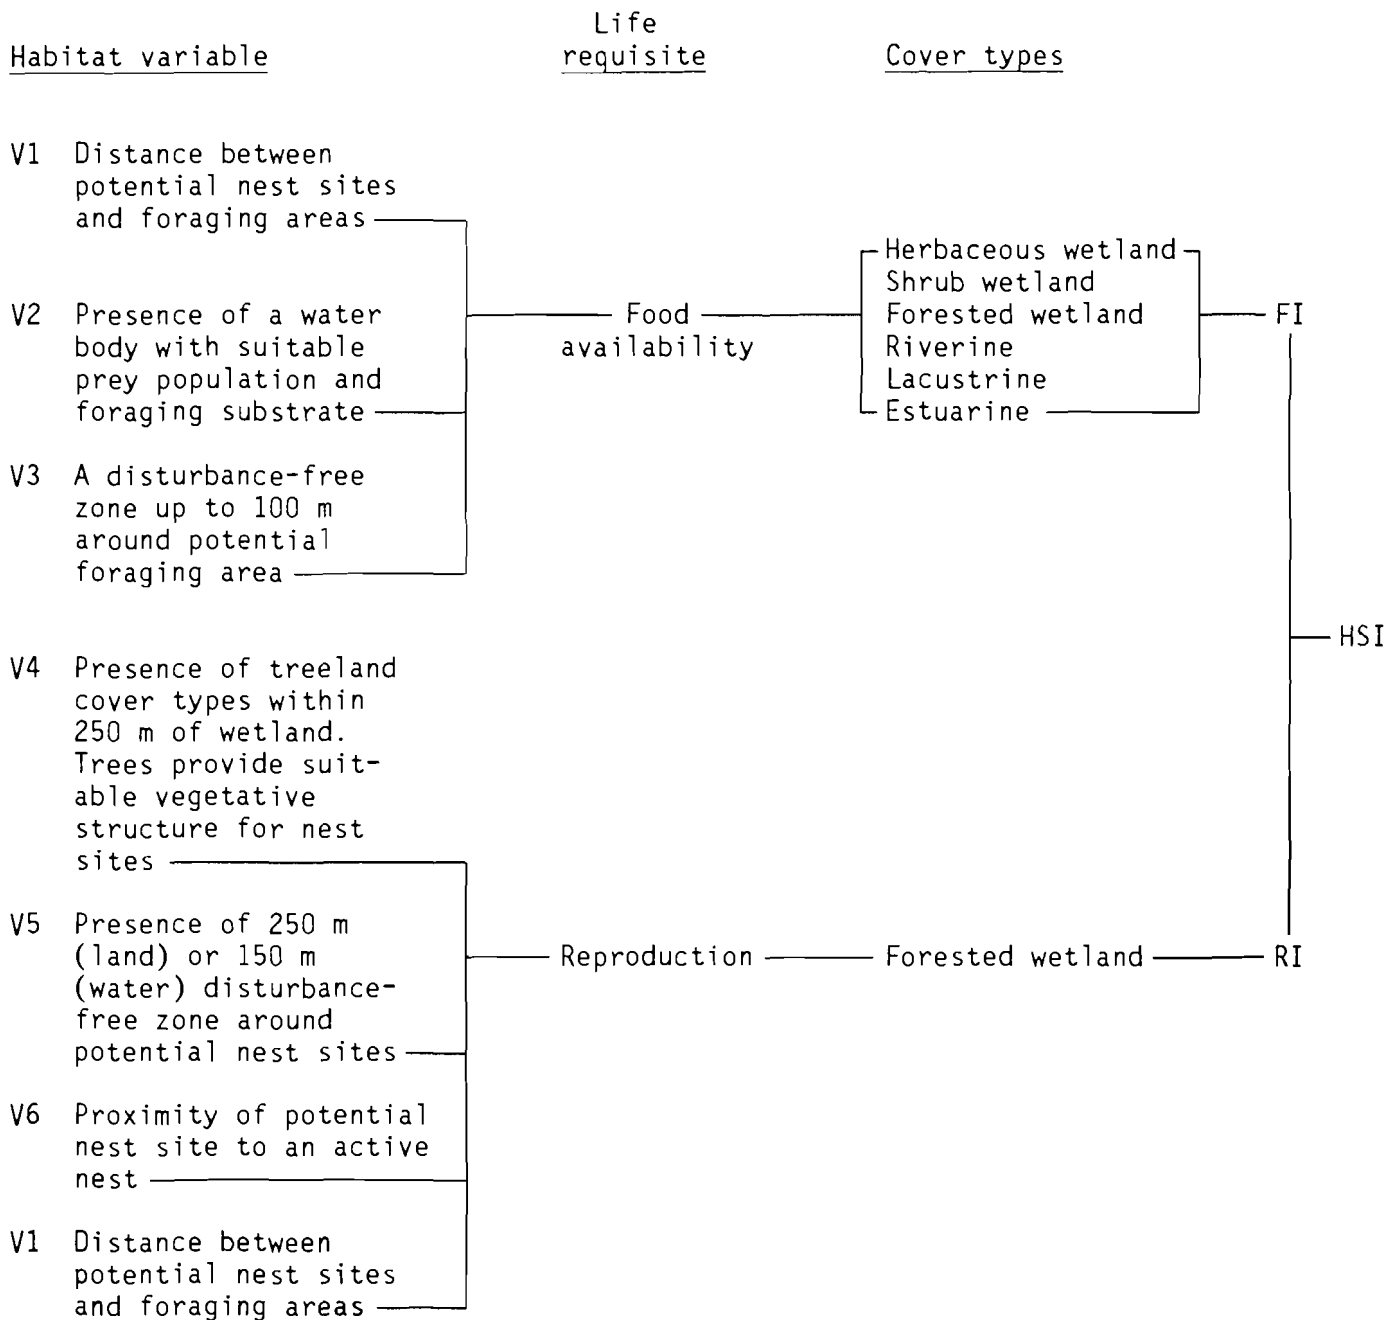 Habitat variable
Life
requisite
Cover types
V1 Distance between
potential nest sites
and foraging areas
V2 Presence of a water
body with suitable
prey population and
foraging substrate
V3 A disturbance-free
zone up to 100 m
around potential
foraging area
Food
availability
Herbaceous wetland
Shrub wetland
Forested wetland
Riverine
Lacustrine
Estuarine
FI
HSI
V4 Presence of treeland
cover types within
250 m of wetland.
Trees provide suit-
able vegetative
structure for nest
sites
V5 Presence of 250 m
(land) or 150 m
(water) disturbance-
free zone around
potential nest sites
V6 Proximity of potential
nest site to an active
nest
V1 Distance between
potential nest sites
and foraging areas
Reproduction
Forested wetland
RI